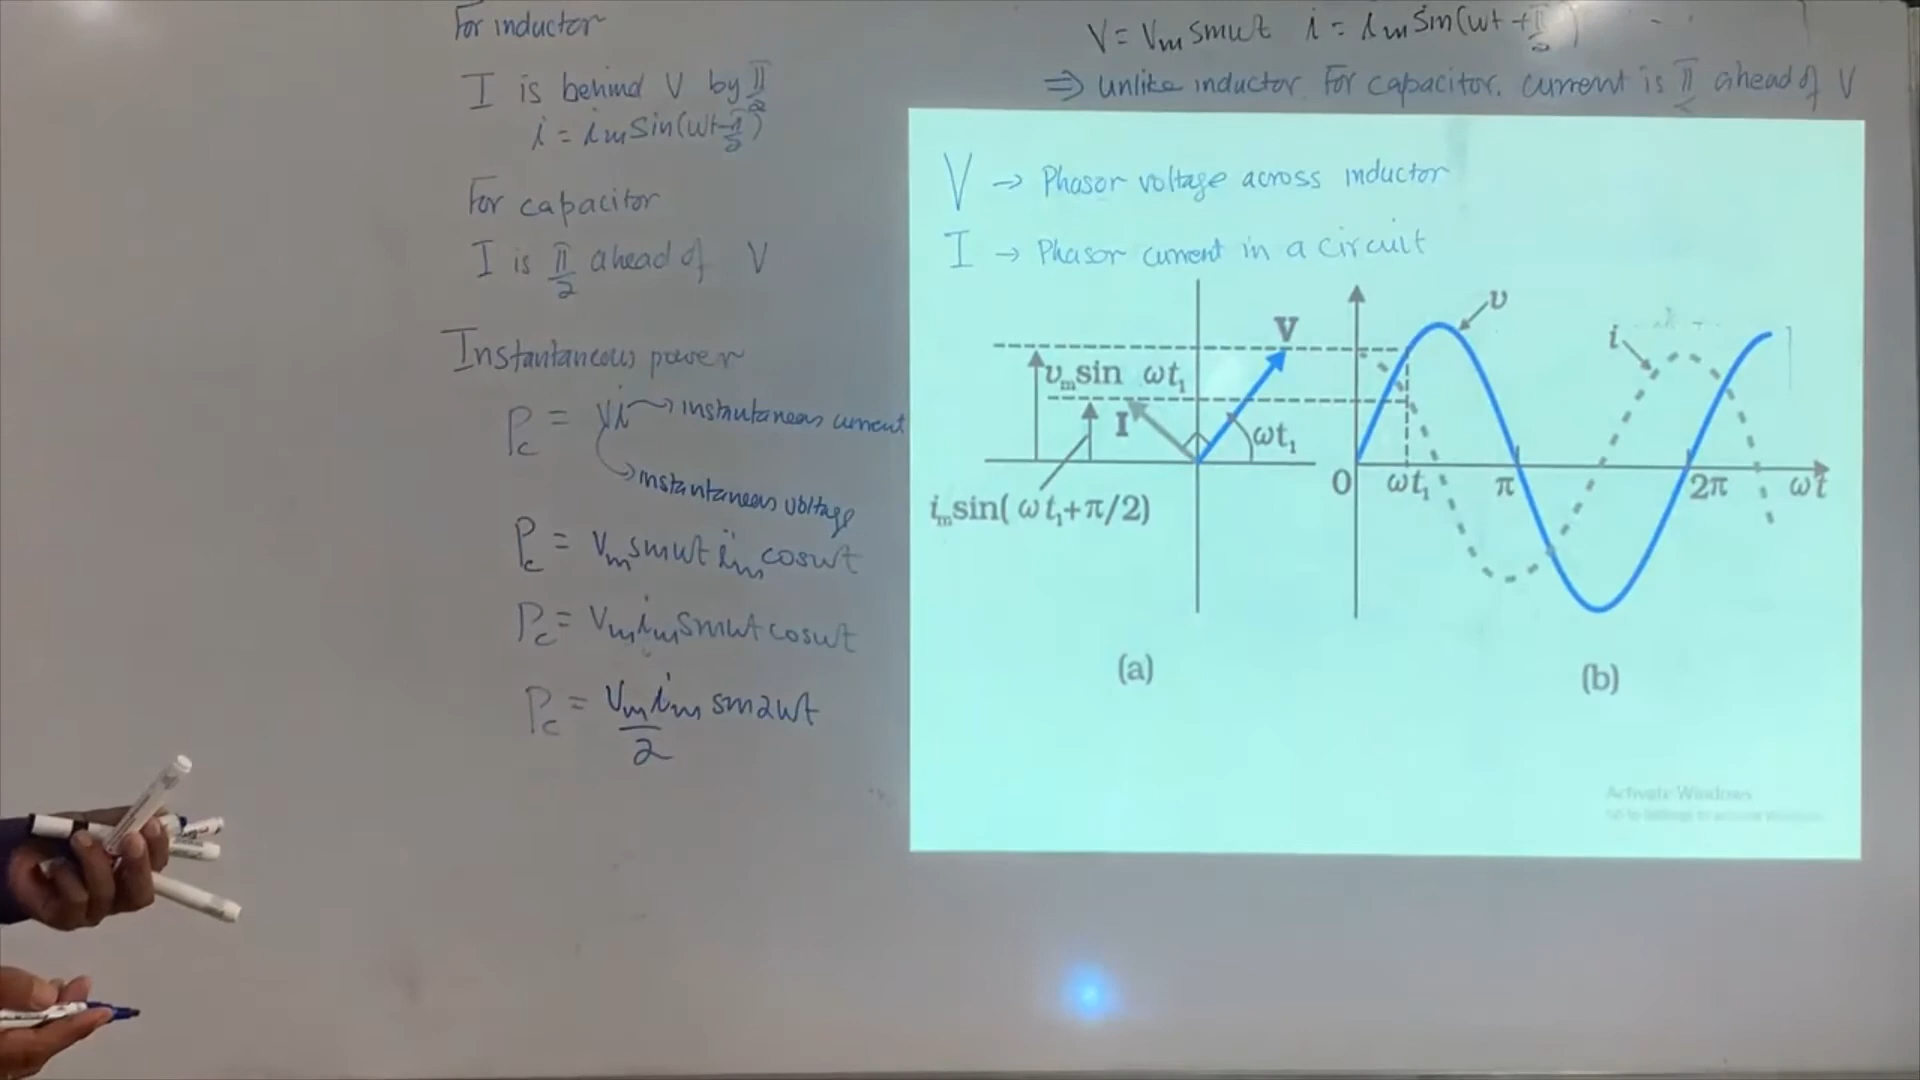 For inductor
I is behind V by π/2
i = im sin(ωt-π/2)
For capacitor
I is π/2 ahead of V
Instantaneous power
Pc = Vi → instantaneous current
→ instantaneous voltage
Pc = Vm sinωt im cosωt
Pc = Vm im sinωt cosωt
Pc = Vm im/2 sin2ωt
V = Vm sinωt i = im sin(ωt + π/2)
⇒ Unlike inductor For capacitor. current is π/2 ahead of V
V → Phasor voltage across inductor
I → Phasor current in a circuit
V
υm sin ωt1
I
ωt1
im sin( ωt1+π/2)
(a)
υ
i
0 ωt1 π 2π ωt
(b)
Activate Windows